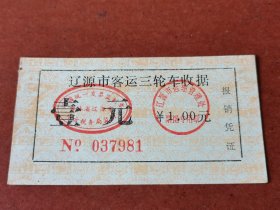 辽源市客运三轮车收据
壹 元
¥1.00元
报销凭证
№ 037981